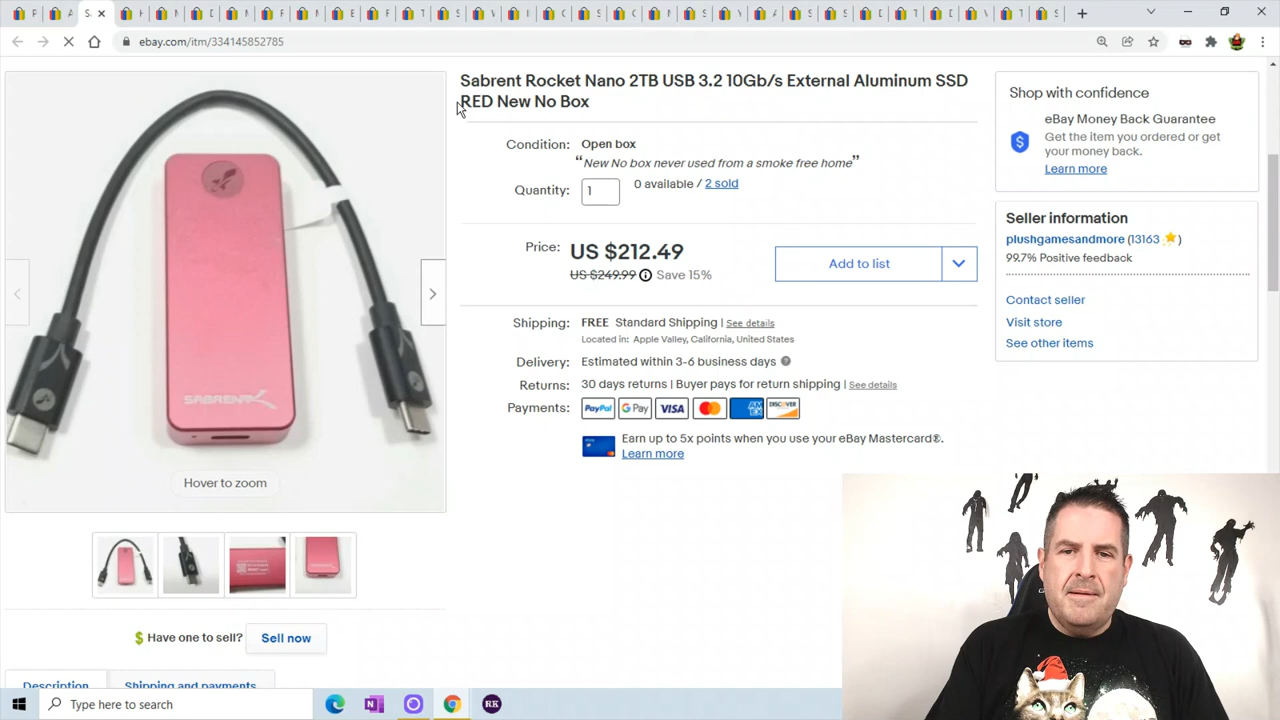 ebay.com/itm/334145852785
Sabrent Rocket Nano 2TB USB 3.2 10Gb/s External Aluminum SSD
RED New No Box
Condition: Open box
“New No box never used from a smoke free home”
Quantity: 1 0 available / 2 sold
Price: US $212.49
US $249.99 Save 15%
Add to list
Shipping: FREE Standard Shipping | See details
Located in: Apple Valley, California, United States
Delivery: Estimated within 3-6 business days
Returns: 30 days returns | Buyer pays for return shipping | See details
Payments: PayPal G Pay VISA AMEX DISCOVER
Earn up to 5x points when you use your eBay Mastercard®.
Learn more
Shop with confidence
eBay Money Back Guarantee
Get the item you ordered or get
your money back.
Learn more
Seller information
plushgamesandmore (13163 )
99.7% Positive feedback
Contact seller
Visit store
See other items
SABRENT
Hover to zoom
Have one to sell? Sell now
Description Shipping and payments
Type here to search
RK